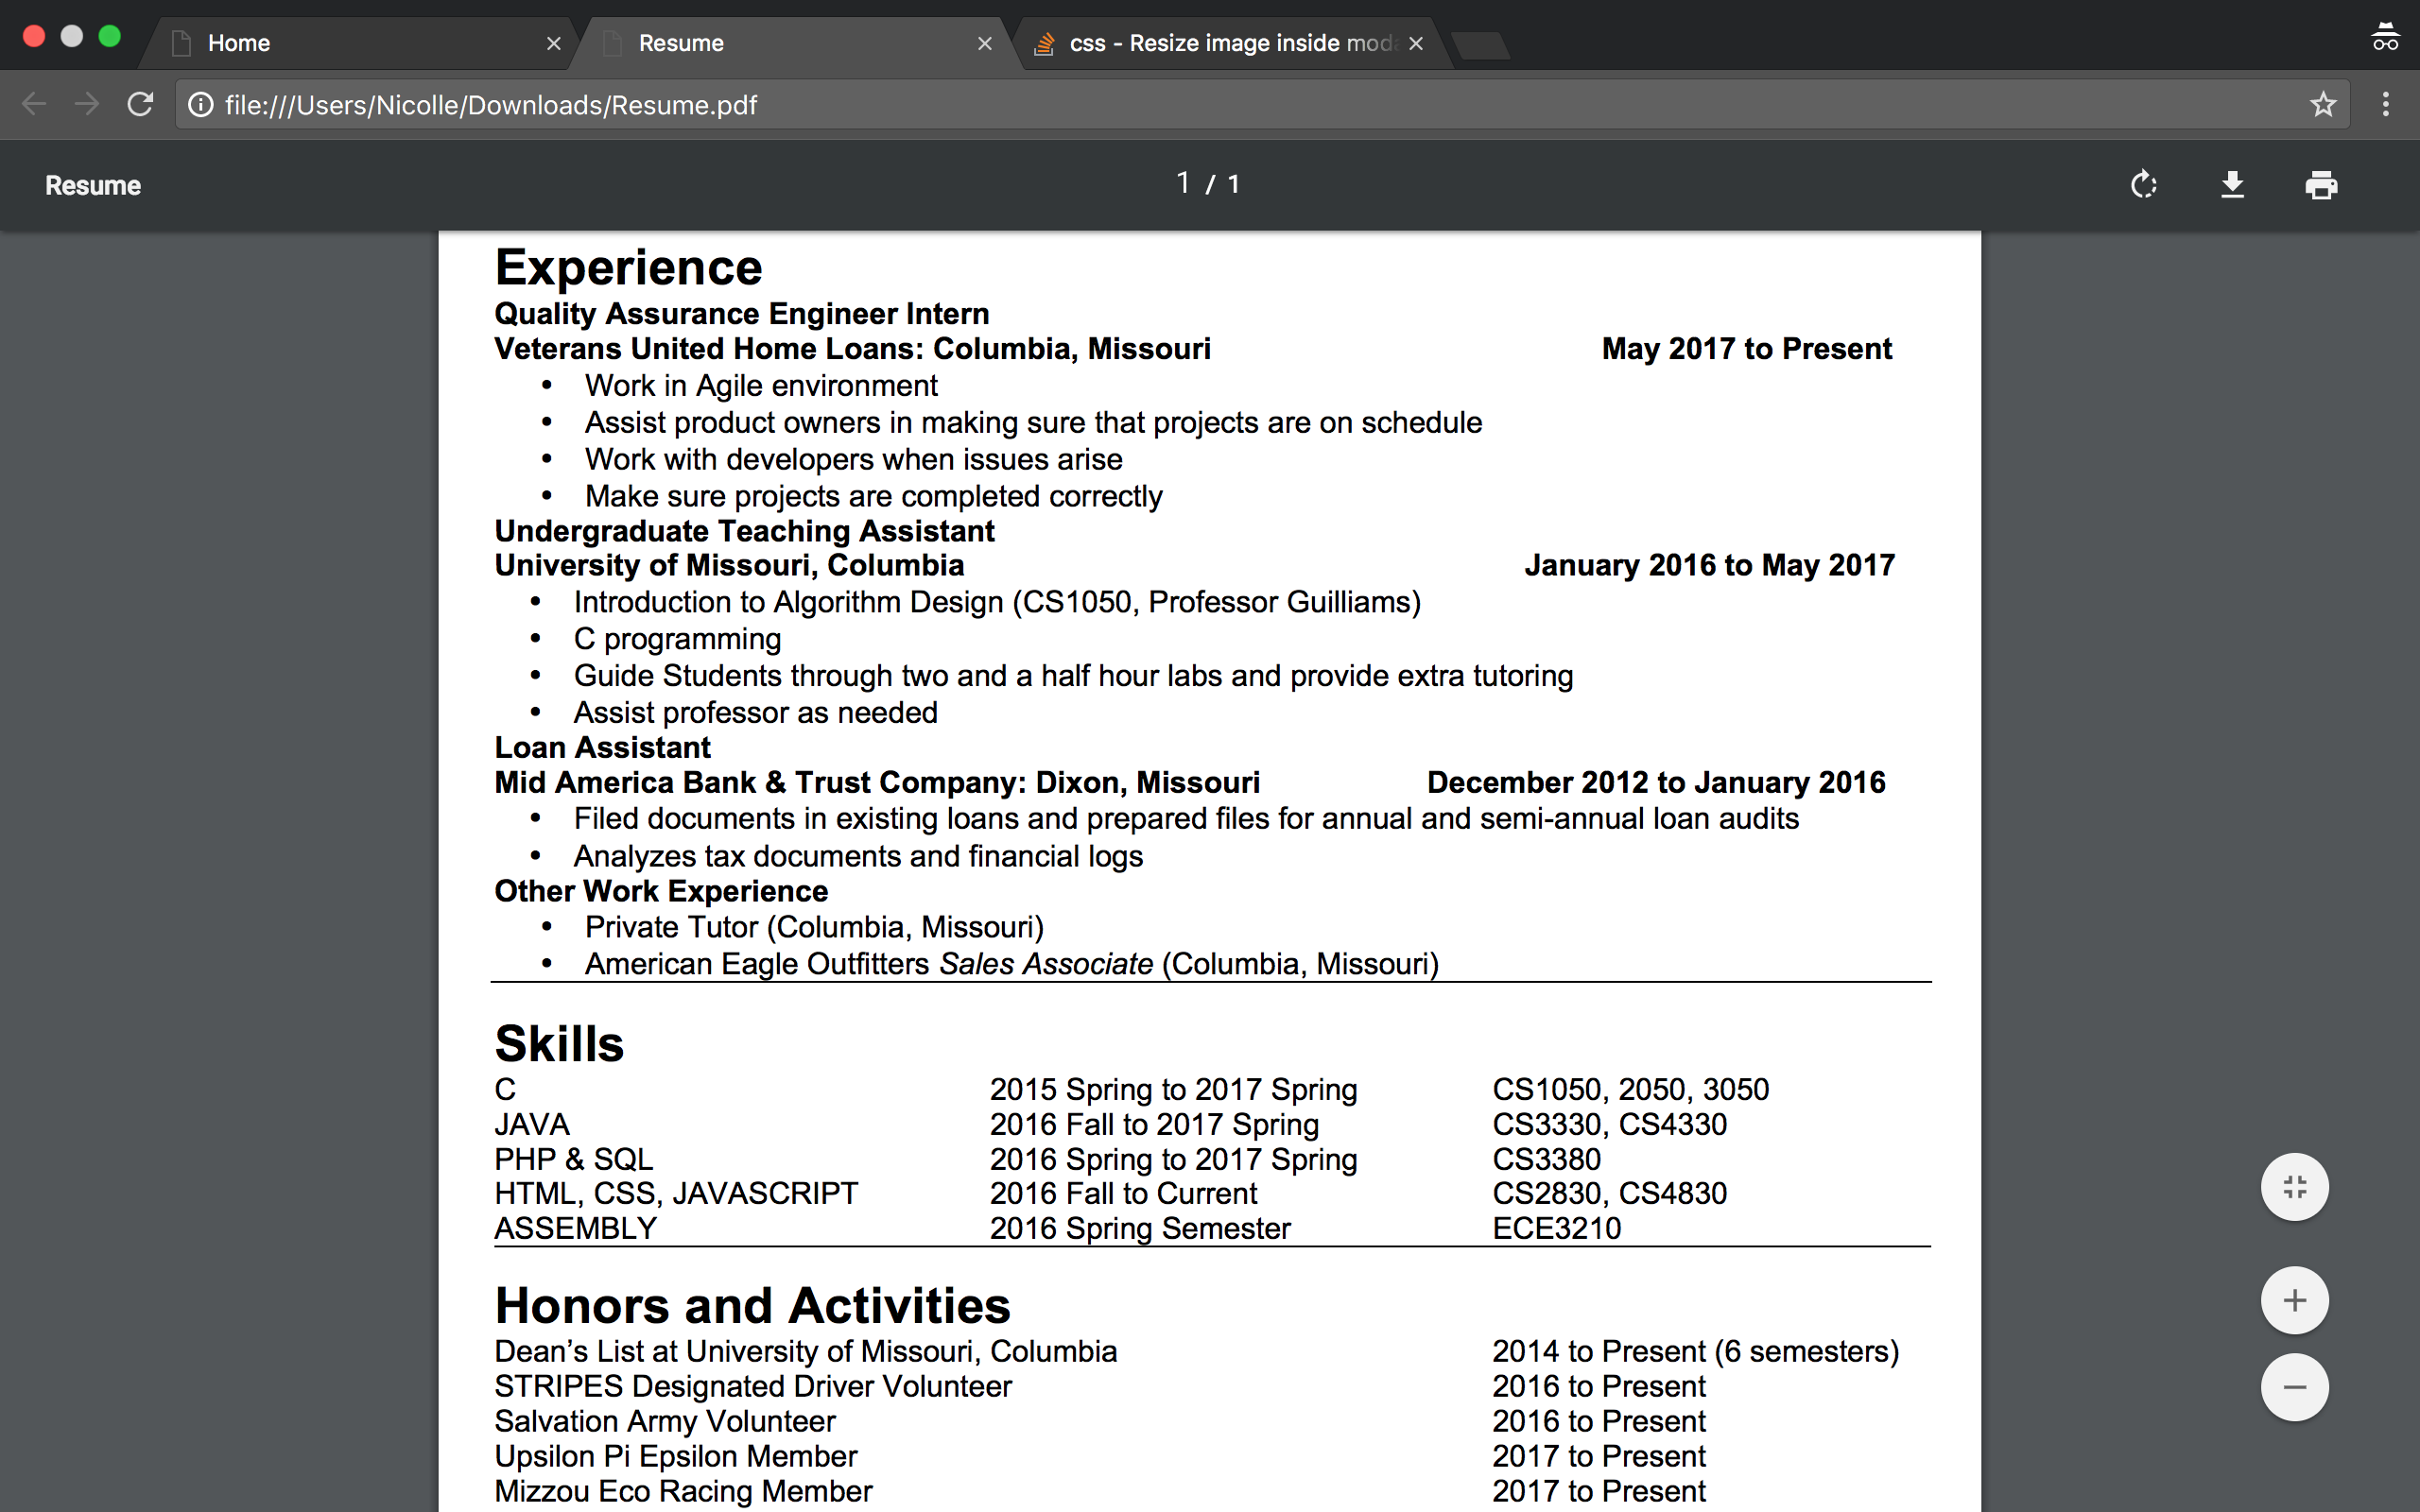 Home
Resume
css - Resize image inside moda
file:///Users/Nicolle/Downloads/Resume.pdf
Resume
1 / 1
Experience
Quality Assurance Engineer Intern
Veterans United Home Loans: Columbia, Missouri May 2017 to Present
• Work in Agile environment
• Assist product owners in making sure that projects are on schedule
• Work with developers when issues arise
• Make sure projects are completed correctly
Undergraduate Teaching Assistant
University of Missouri, Columbia January 2016 to May 2017
• Introduction to Algorithm Design (CS1050, Professor Guilliams)
• C programming
• Guide Students through two and a half hour labs and provide extra tutoring
• Assist professor as needed
Loan Assistant
Mid America Bank & Trust Company: Dixon, Missouri December 2012 to January 2016
• Filed documents in existing loans and prepared files for annual and semi-annual loan audits
• Analyzes tax documents and financial logs
Other Work Experience
• Private Tutor (Columbia, Missouri)
• American Eagle Outfitters Sales Associate (Columbia, Missouri)
Skills
C 2015 Spring to 2017 Spring CS1050, 2050, 3050
JAVA 2016 Fall to 2017 Spring CS3330, CS4330
PHP & SQL 2016 Spring to 2017 Spring CS3380
HTML, CSS, JAVASCRIPT 2016 Fall to Current CS2830, CS4830
ASSEMBLY 2016 Spring Semester ECE3210
Honors and Activities
Dean’s List at University of Missouri, Columbia 2014 to Present (6 semesters)
STRIPES Designated Driver Volunteer 2016 to Present
Salvation Army Volunteer 2016 to Present
Upsilon Pi Epsilon Member 2017 to Present
Mizzou Eco Racing Member 2017 to Present